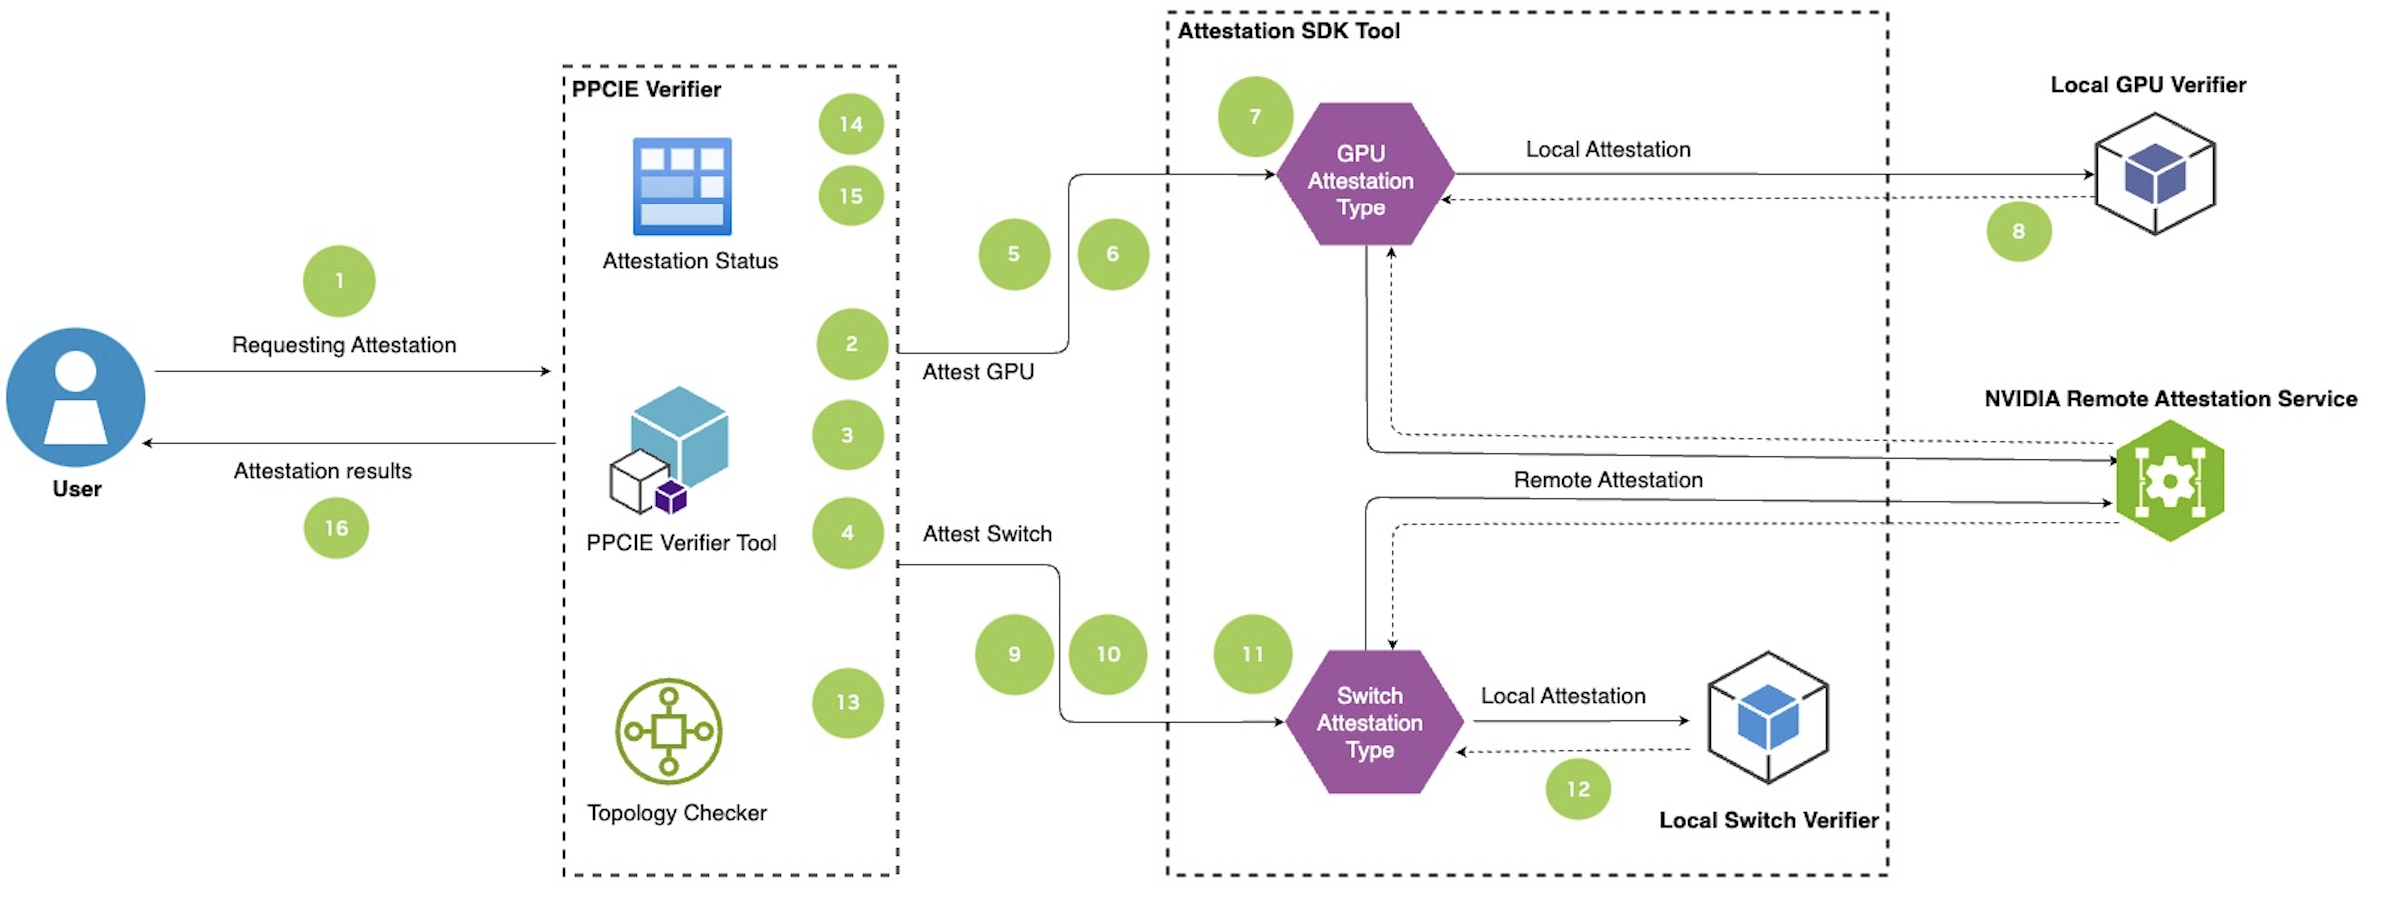 Attestation SDK Tool
PPCIE Verifier
Local GPU Verifier
14
7
GPU
Attestation
Type
Local Attestation
15
8
Attestation Status
1
5
6
Requesting Attestation
2
Attest GPU
NVIDIA Remote Attestation Service
3
Attestation results
User
Remote Attestation
16
PPCIE Verifier Tool
4
Attest Switch
9
10
11
13
Switch
Attestation
Type
Local Attestation
12
Topology Checker
Local Switch Verifier